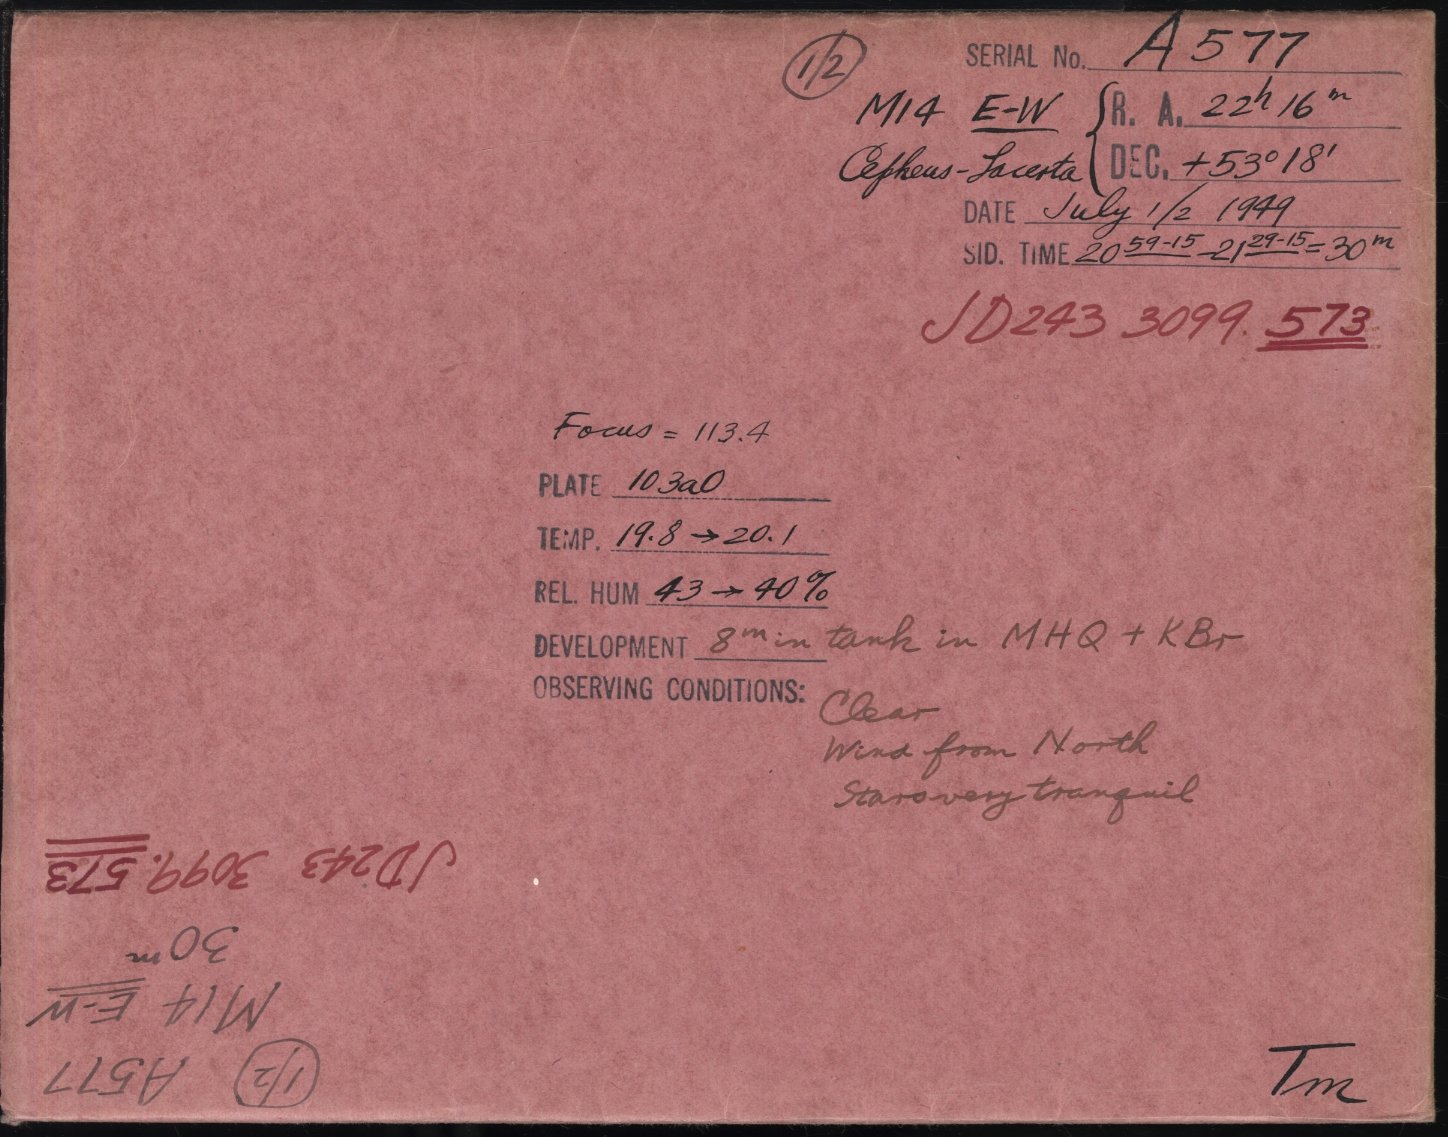 1/2
SERIAL No. A577
M14 E-W { R. A. 22h 16m
Cepheus-Lacerta DEC. +53° 18'
DATE July 1/2 1949
SID. TIME 20 59-15 - 21 29-15 = 30m
JD243 3099.573
Focus = 113.4
PLATE 103aO
TEMP. 19.8 → 20.1
REL. HUM 43 → 40%
DEVELOPMENT 8m in tank in MHQ + KBr
OBSERVING CONDITIONS:
Clear
Wind from North
Stars very tranquil
Tm
1/2 A577
M14 E-W
30m
JD243 3099.573